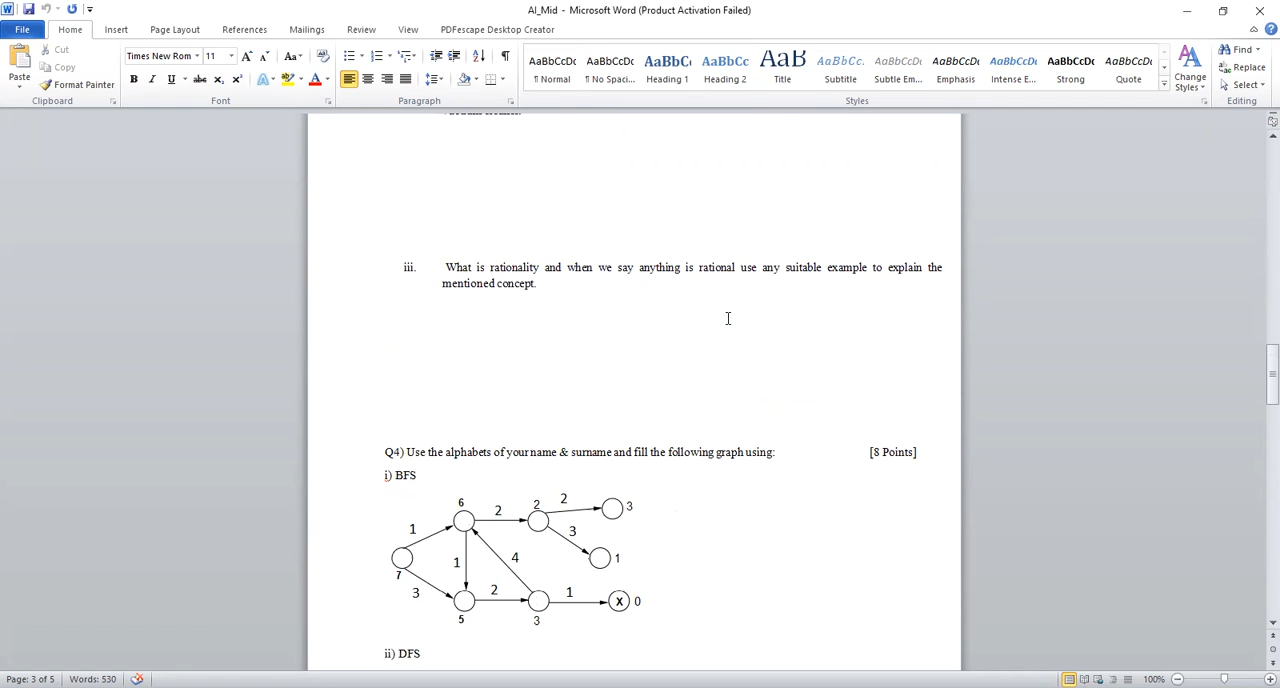 AI_Mid - Microsoft Word (Product Activation Failed)
File Home Insert Page Layout References Mailings Review View PDFescape Desktop Creator
Paste
Cut
Copy
Format Painter
Clipboard
Times New Rom 11
Font
Paragraph
AaBbCcDc AaBbCcDc AaBbC AaBbCc AaB AaBbCc. AaBbCcDc AaBbCcDc AaBbCcDc AaBbCcDc AaBbCcDc
¶ Normal ¶ No Spaci... Heading 1 Heading 2 Title Subtitle Subtle Em... Emphasis Intense E... Strong Quote
Styles
Change Styles
Find
Replace
Select
Editing
iii. What is rationality and when we say anything is rational use any suitable example to explain the
mentioned concept.
Q4) Use the alphabets of your name & surname and fill the following graph using: [8 Points]
i) BFS
6 2 2 2 3
1 3
1 4 1
7
3 2 1 X 0
5 3
ii) DFS
Page: 3 of 5 Words: 530 100%